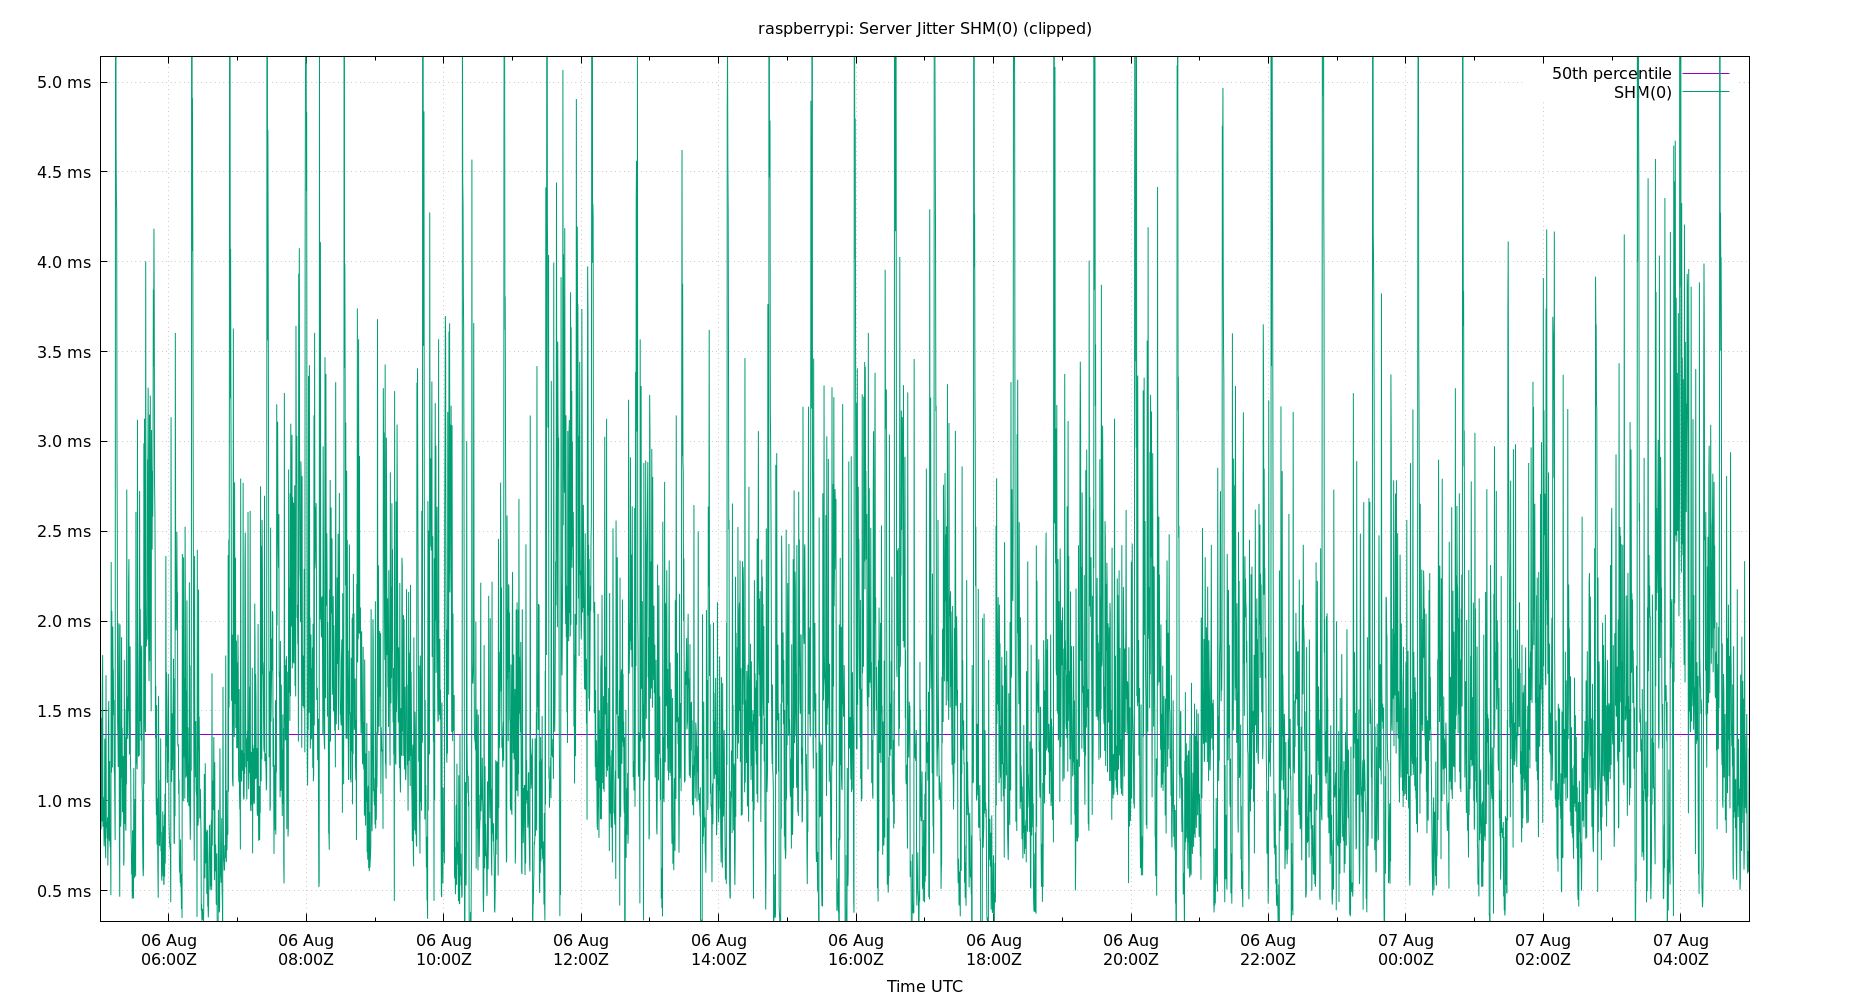 raspberrypi: Server Jitter SHM(0) (clipped)
50th percentile
SHM(0)
5.0 ms
4.5 ms
4.0 ms
3.5 ms
3.0 ms
2.5 ms
2.0 ms
1.5 ms
1.0 ms
0.5 ms
06 Aug 06 Aug 06 Aug 06 Aug 06 Aug 06 Aug 06 Aug 06 Aug 06 Aug 07 Aug 07 Aug 07 Aug
06:00Z 08:00Z 10:00Z 12:00Z 14:00Z 16:00Z 18:00Z 20:00Z 22:00Z 00:00Z 02:00Z 04:00Z
Time UTC